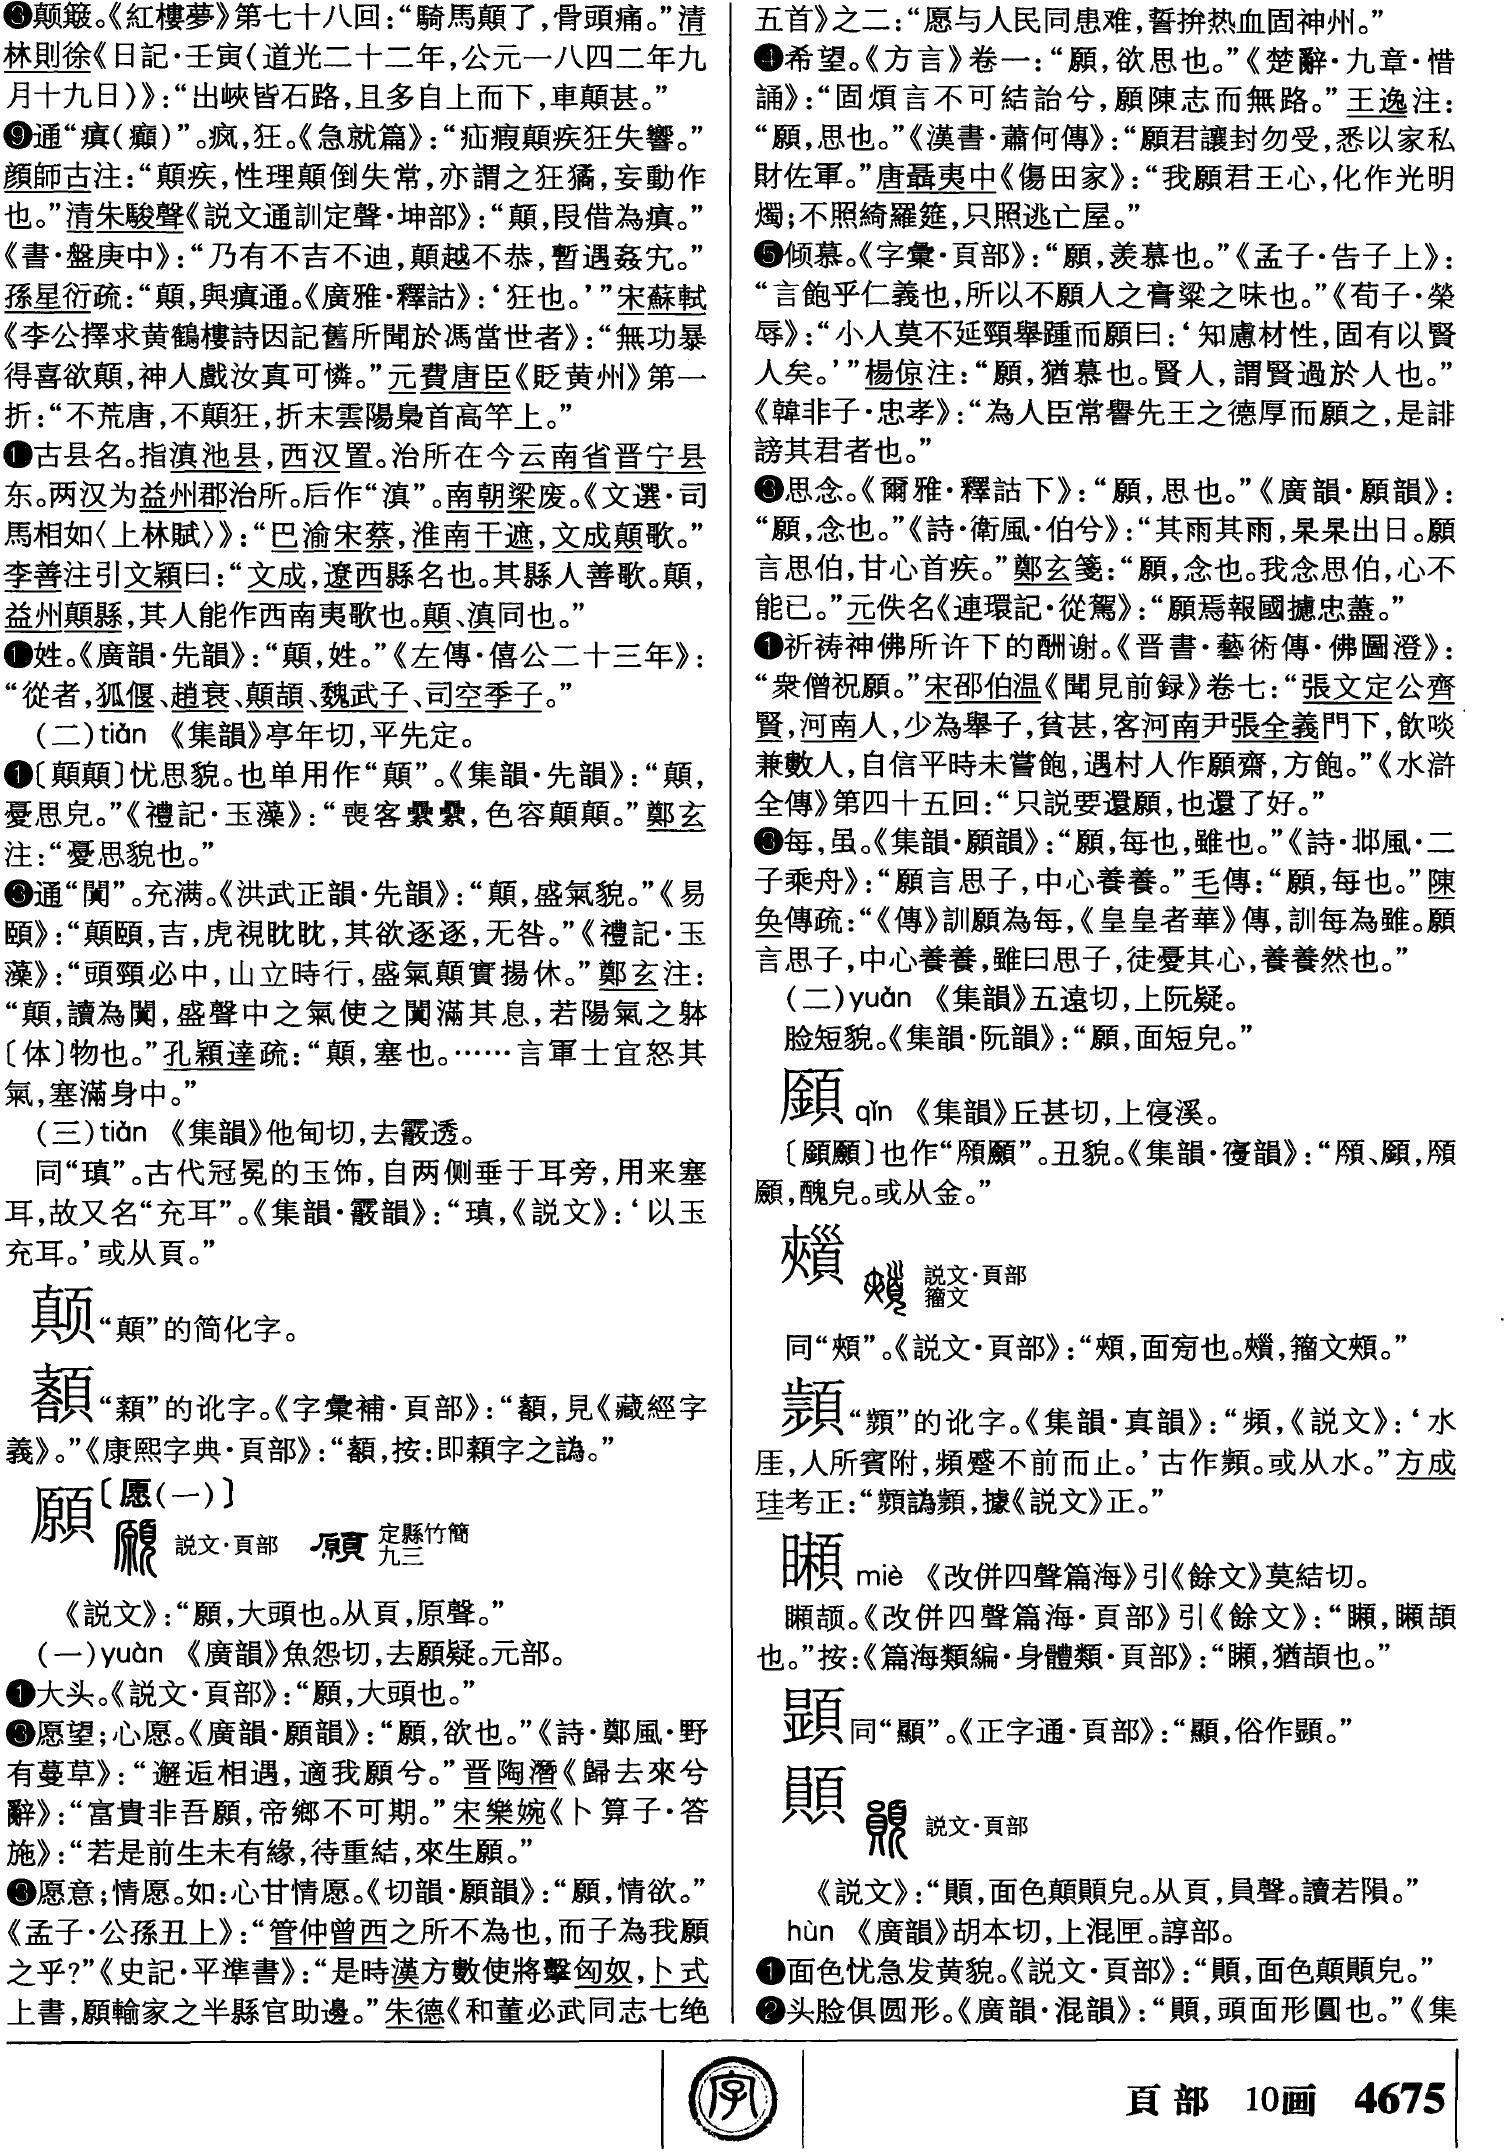 ❸颠簸。《紅樓夢》第七十八回：“騎馬顛了，骨頭痛。”清
林則徐《日記·壬寅（道光二十二年，公元一八四二年九
月十九日）》：“出峽皆石路，且多自上而下，車顛甚。”
❾通“瘨（癲）”。疯，狂。《急就篇》：“疝瘕顛疾狂失響。”
顔師古注：“顛疾，性理顛倒失常，亦謂之狂獝，妄動作
也。”清朱駿聲《説文通訓定聲·坤部》：“顛，叚借為瘨。”
《書·盤庚中》：“乃有不吉不迪，顛越不恭，暫遇姦宄。”
孫星衍疏：“顛，與瘨通。《廣雅·釋詁》：‘狂也。’”宋蘇軾
《李公擇求黄鶴樓詩因記舊所聞於馮當世者》：“無功暴
得喜欲顛，神人戲汝真可憐。”元費唐臣《貶黄州》第一
折：“不荒唐，不顛狂，折末雲陽梟首高竿上。”
❶古县名。指滇池县，西汉置。治所在今云南省晋宁县
东。两汉为益州郡治所。后作“滇”。南朝梁废。《文選·司
馬相如〈上林賦〉》：“巴渝宋蔡，淮南干遮，文成顛歌。”
李善注引文穎曰：“文成，遼西縣名也。其縣人善歌。顛，
益州顛縣，其人能作西南夷歌也。顛、滇同也。”
❶姓。《廣韻·先韻》：“顛，姓。”《左傳·僖公二十三年》：
“從者，狐偃、趙衰、顛頡、魏武子、司空季子。”
（二）tián 《集韻》亭年切，平先定。
❶〔顛顛〕忧思貌。也单用作“顛”。《集韻·先韻》：“顛，
憂思皃。”《禮記·玉藻》：“喪容纍纍，色容顛顛。”鄭玄
注：“憂思貌也。”
❸通“闐”。充满。《洪武正韻·先韻》：“顛，盛氣貌。”《易
頤》：“顛頤，吉，虎視眈眈，其欲逐逐，无咎。”《禮記·玉
藻》：“頭頸必中，山立時行，盛氣顛實揚休。”鄭玄注：
“顛，讀為闐，盛聲中之氣使之闐滿其息，若陽氣之躰
〔体〕物也。”孔穎達疏：“顛，塞也。……言軍士宜怒其
氣，塞滿身中。”
（三）tiàn 《集韻》他甸切，去霰透。
同“瑱”。古代冠冕的玉饰，自两侧垂于耳旁，用来塞
耳，故又名“充耳”。《集韻·霰韻》：“瑱，《説文》：‘以玉
充耳。’或从頁。”
颠“顛”的简化字。
“纇”的讹字。《字彙補·頁部》：“，見《藏經字
義》。”《康熙字典·頁部》：“，按：即纇字之譌。”
願〔愿（一）〕
説文·頁部 定縣竹簡
九三
《説文》：“願，大頭也。从頁，原聲。”
（一）yuàn 《廣韻》魚怨切，去願疑。元部。
❶大头。《説文·頁部》：“願，大頭也。”
❸愿望；心愿。《廣韻·願韻》：“願，欲也。”《詩·鄭風·野
有蔓草》：“邂逅相遇，適我願兮。”晋陶潛《歸去來兮
辭》：“富貴非吾願，帝鄉不可期。”宋樂婉《卜算子·答
施》：“若是前生未有緣，待重結，來生願。”
❸愿意；情愿。如：心甘情愿。《切韻·願韻》：“願，情欲。”
《孟子·公孫丑上》：“管仲曾西之所不為也，而子為我願
之乎？”《史記·平準書》：“是時漢方數使將擊匈奴，卜式
上書，願輸家之半縣官助邊。”朱德《和董必武同志七绝
五首》之二：“愿与人民同患难，誓拚热血固神州。”
❹希望。《方言》卷一：“願，欲思也。”《楚辭·九章·惜
誦》：“固煩言不可結詒兮，願陳志而無路。”王逸注：
“願，思也。”《漢書·蕭何傳》：“願君讓封勿受，悉以家私
財佐軍。”唐聶夷中《傷田家》：“我願君王心，化作光明
燭；不照綺羅筵，只照逃亡屋。”
❺倾慕。《字彙·頁部》：“願，羨慕也。”《孟子·告子上》：
“言飽乎仁義也，所以不願人之膏粱之味也。”《荀子·榮
辱》：“小人莫不延頸舉踵而願曰：‘知慮材性，固有以賢
人矣。’”楊倞注：“願，猶慕也。賢人，謂賢過於人也。”
《韓非子·忠孝》：“為人臣常譽先王之德厚而願之，是誹
謗其君者也。”
❸思念。《爾雅·釋詁下》：“願，思也。”《廣韻·願韻》：
“願，念也。”《詩·衛風·伯兮》：“其雨其雨，杲杲出日。願
言思伯，甘心首疾。”鄭玄箋：“願，念也。我念思伯，心不
能已。”元佚名《連環記·從駕》：“願焉報國攄忠藎。”
❶祈祷神佛所许下的酬谢。《晋書·藝術傳·佛圖澄》：
“衆僧祝願。”宋邵伯温《聞見前録》卷七：“張文定公齊
賢，河南人，少為舉子，貧甚，客河南尹張全義門下，飲啖
兼數人，自信平時未嘗飽，遇村人作願齋，方飽。”《水滸
全傳》第四十五回：“只説要還願，也還了好。”
❸每，虽。《集韻·願韻》：“願，每也，雖也。”《詩·邶風·二
子乘舟》：“願言思子，中心養養。”毛傳：“願，每也。”陳
奂傳疏：“《傳》訓願為每，《皇皇者華》傳，訓每為雖。願
言思子，中心養養，雖曰思子，徒憂其心，養養然也。”
（二）yuǎn 《集韻》五遠切，上阮疑。
脸短貌。《集韻·阮韻》：“願，面短皃。”
顉 qǐn 《集韻》丘甚切，上寑溪。
也作“”。丑貌。《集韻·寑韻》：“
，醜皃。或从金。”
説文·頁部
籀文
同“頰”。《説文·頁部》：“頰，面旁也。，籀文頰。”
“顰”的讹字。《集韻·真韻》：“頻，《説文》：‘水
厓，人所賓附，頻蹙不前而止。’古作。或从水。”方成
珪考正：“譌，據《説文》正。”
miè 《改併四聲篇海》引《餘文》莫結切。
颉。《改併四聲篇海·頁部》引《餘文》：“頡
也。”按：《篇海類編·身體類·頁部》：“，猶頡也。”
顕同“顯”。《正字通·頁部》：“顯，俗作。”
顚 説文·頁部
《説文》：“，面色顛皃。从頁，員聲。讀若隕。”
hùn 《廣韻》胡本切，上混匣。諄部。
❶面色忧急发黄貌。《説文·頁部》：“，面色顛皃。”
❷头脸俱圆形。《廣韻·混韻》：“，頭面形圓也。”《集
頁部 10画 4675